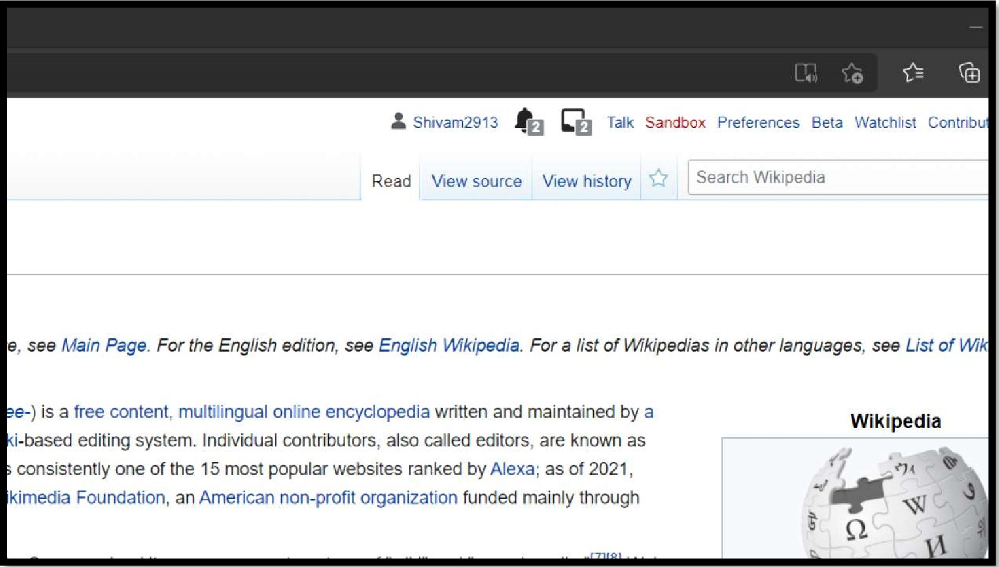 Shivam2913 2 2 Talk Sandbox Preferences Beta Watchlist Contribut
Read View source View history Search Wikipedia
e, see Main Page. For the English edition, see English Wikipedia. For a list of Wikipedias in other languages, see List of Wik
ee-) is a free content, multilingual online encyclopedia written and maintained by a
ki-based editing system. Individual contributors, also called editors, are known as
s consistently one of the 15 most popular websites ranked by Alexa; as of 2021,
ikimedia Foundation, an American non-profit organization funded mainly through
Wikipedia
Ω W И
[7][8]